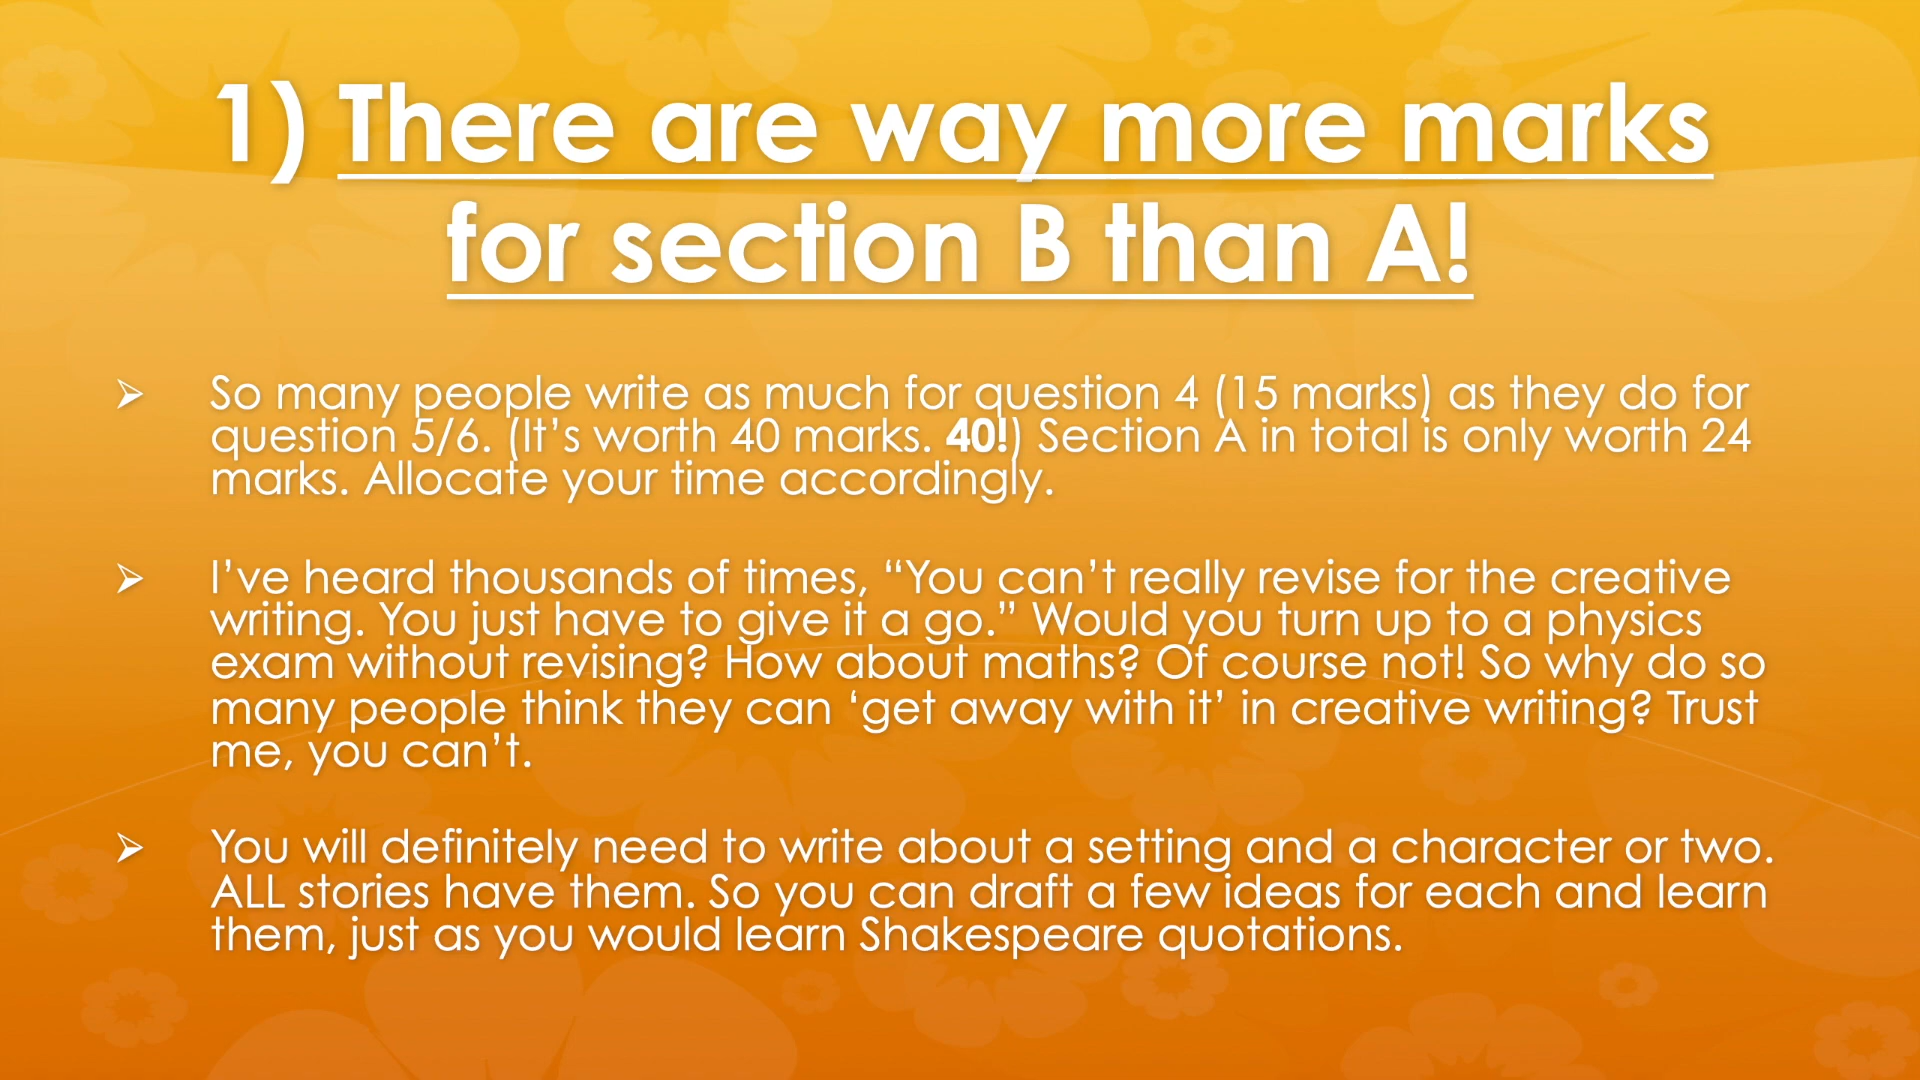 1) There are way more marks
for section B than A!
➢ So many people write as much for question 4 (15 marks) as they do for
question 5/6. (It’s worth 40 marks. 40!) Section A in total is only worth 24
marks. Allocate your time accordingly.
➢ I’ve heard thousands of times, “You can’t really revise for the creative
writing. You just have to give it a go.” Would you turn up to a physics
exam without revising? How about maths? Of course not! So why do so
many people think they can ‘get away with it’ in creative writing? Trust
me, you can’t.
➢ You will definitely need to write about a setting and a character or two.
ALL stories have them. So you can draft a few ideas for each and learn
them, just as you would learn Shakespeare quotations.